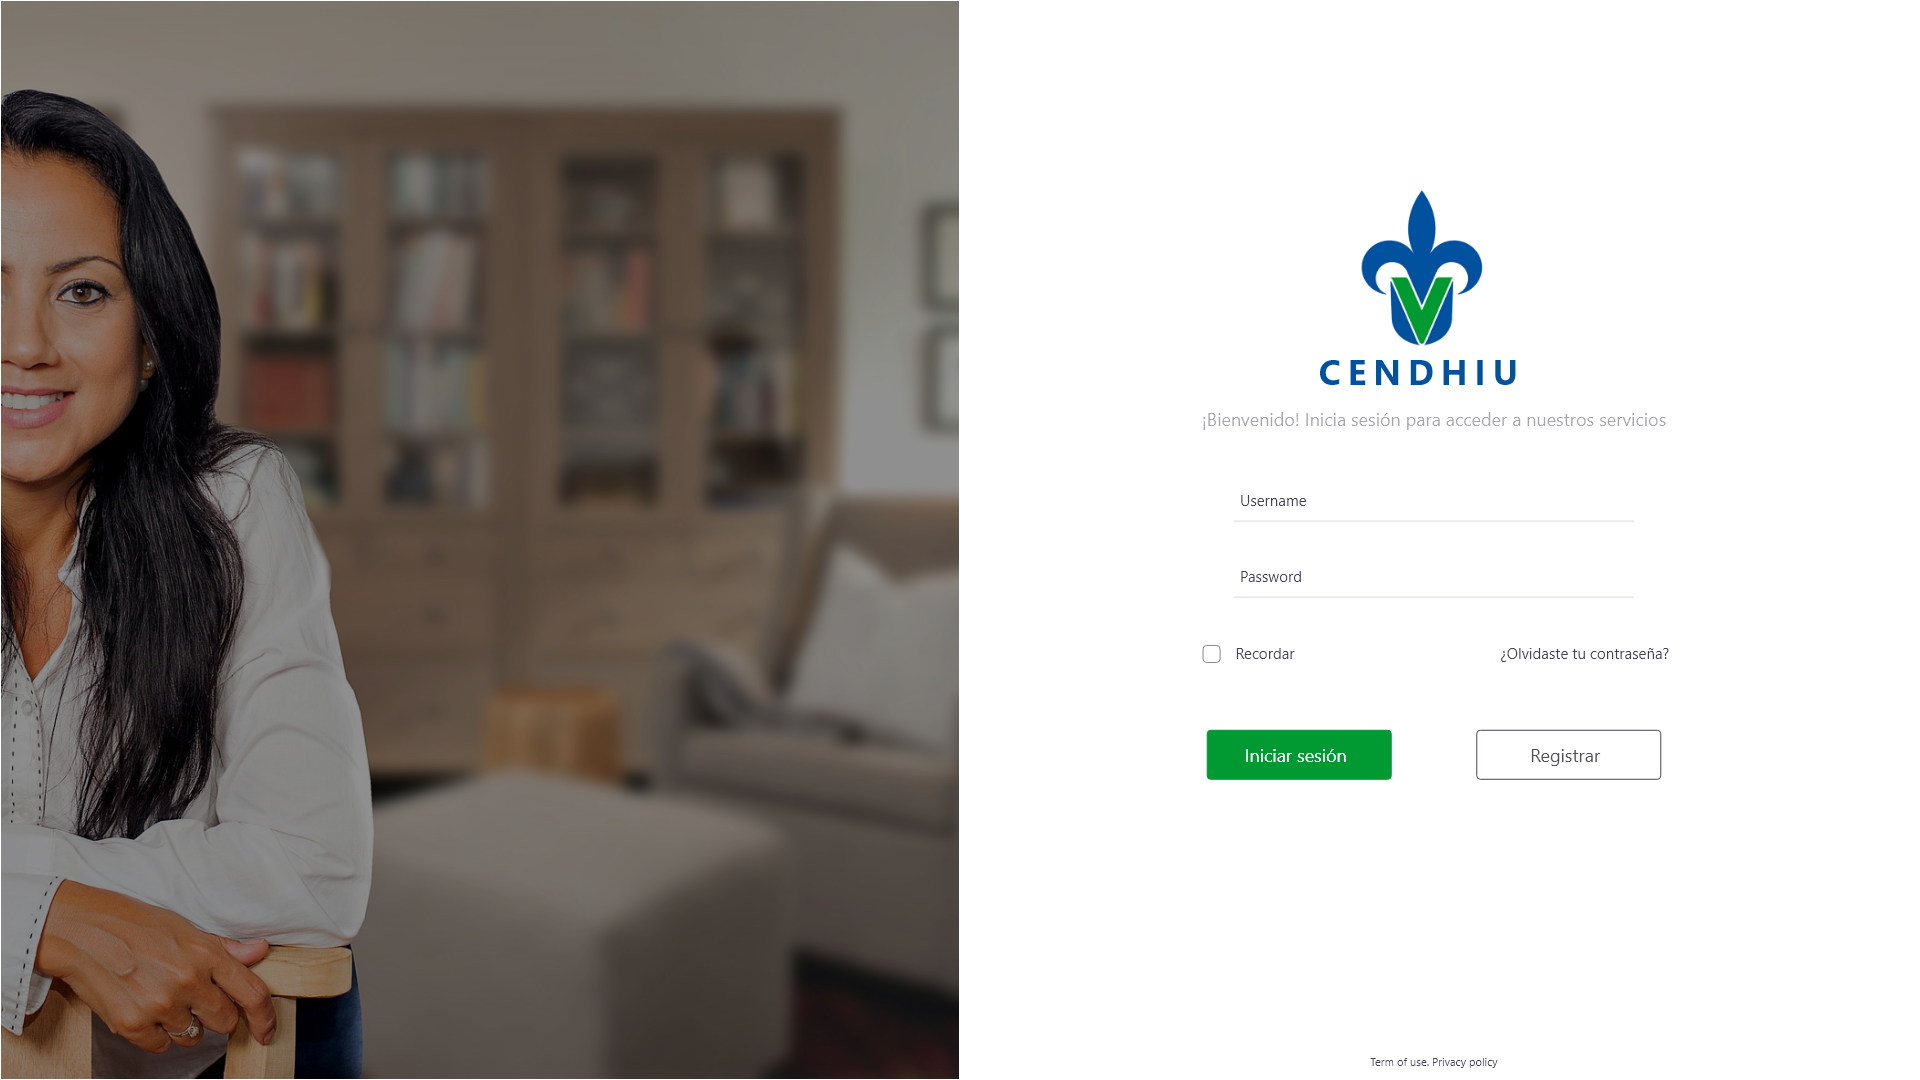 CENDHIU
¡Bienvenido! Inicia sesión para acceder a nuestros servicios
Username
Password
Recordar
¿Olvidaste tu contraseña?
Iniciar sesión
Registrar
Term of use. Privacy policy